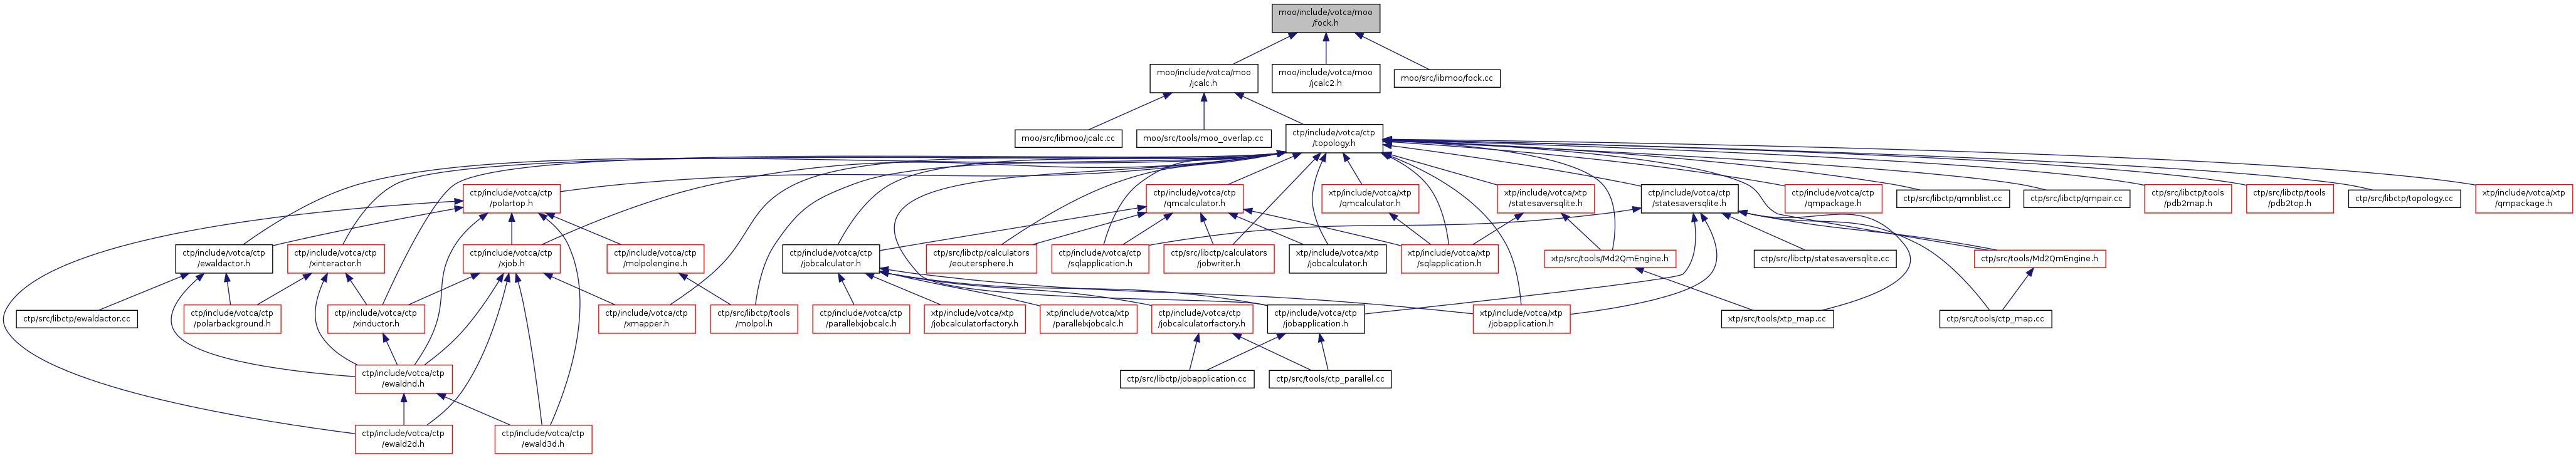 moo/include/votca/moo
/fock.h
moo/include/votca/moo
/jcalc.h
moo/include/votca/moo
/jcalc2.h
moo/src/libmoo/fock.cc
moo/src/libmoo/jcalc.cc
moo/src/tools/moo_overlap.cc
ctp/include/votca/ctp
/topology.h
ctp/include/votca/ctp
/polartop.h
ctp/include/votca/ctp
/qmcalculator.h
xtp/include/votca/xtp
/qmcalculator.h
xtp/include/votca/xtp
/statesaversqlite.h
ctp/include/votca/ctp
/statesaversqlite.h
ctp/include/votca/ctp
/qmpackage.h
ctp/src/libctp/qmnblist.cc
ctp/src/libctp/qmpair.cc
ctp/src/libctp/tools
/pdb2map.h
ctp/src/libctp/tools
/pdb2top.h
ctp/src/libctp/topology.cc
xtp/include/votca/xtp
/qmpackage.h
ctp/include/votca/ctp
/ewaldactor.h
ctp/include/votca/ctp
/xinteractor.h
ctp/include/votca/ctp
/xjob.h
ctp/include/votca/ctp
/molpolengine.h
ctp/include/votca/ctp
/jobcalculator.h
ctp/src/libctp/calculators
/eoutersphere.h
ctp/include/votca/ctp
/sqlapplication.h
ctp/src/libctp/calculators
/jobwriter.h
xtp/include/votca/xtp
/jobcalculator.h
xtp/include/votca/xtp
/sqlapplication.h
xtp/src/tools/Md2QmEngine.h
ctp/src/libctp/statesaversqlite.cc
ctp/src/tools/Md2QmEngine.h
ctp/src/libctp/ewaldactor.cc
ctp/include/votca/ctp
/polarbackground.h
ctp/include/votca/ctp
/xinductor.h
ctp/include/votca/ctp
/xmapper.h
ctp/src/libctp/tools
/molpol.h
ctp/include/votca/ctp
/parallelxjobcalc.h
xtp/include/votca/xtp
/jobcalculatorfactory.h
xtp/include/votca/xtp
/parallelxjobcalc.h
ctp/include/votca/ctp
/jobcalculatorfactory.h
ctp/include/votca/ctp
/jobapplication.h
xtp/include/votca/xtp
/jobapplication.h
xtp/src/tools/xtp_map.cc
ctp/src/tools/ctp_map.cc
ctp/include/votca/ctp
/ewaldnd.h
ctp/src/libctp/jobapplication.cc
ctp/src/tools/ctp_parallel.cc
ctp/include/votca/ctp
/ewald2d.h
ctp/include/votca/ctp
/ewald3d.h